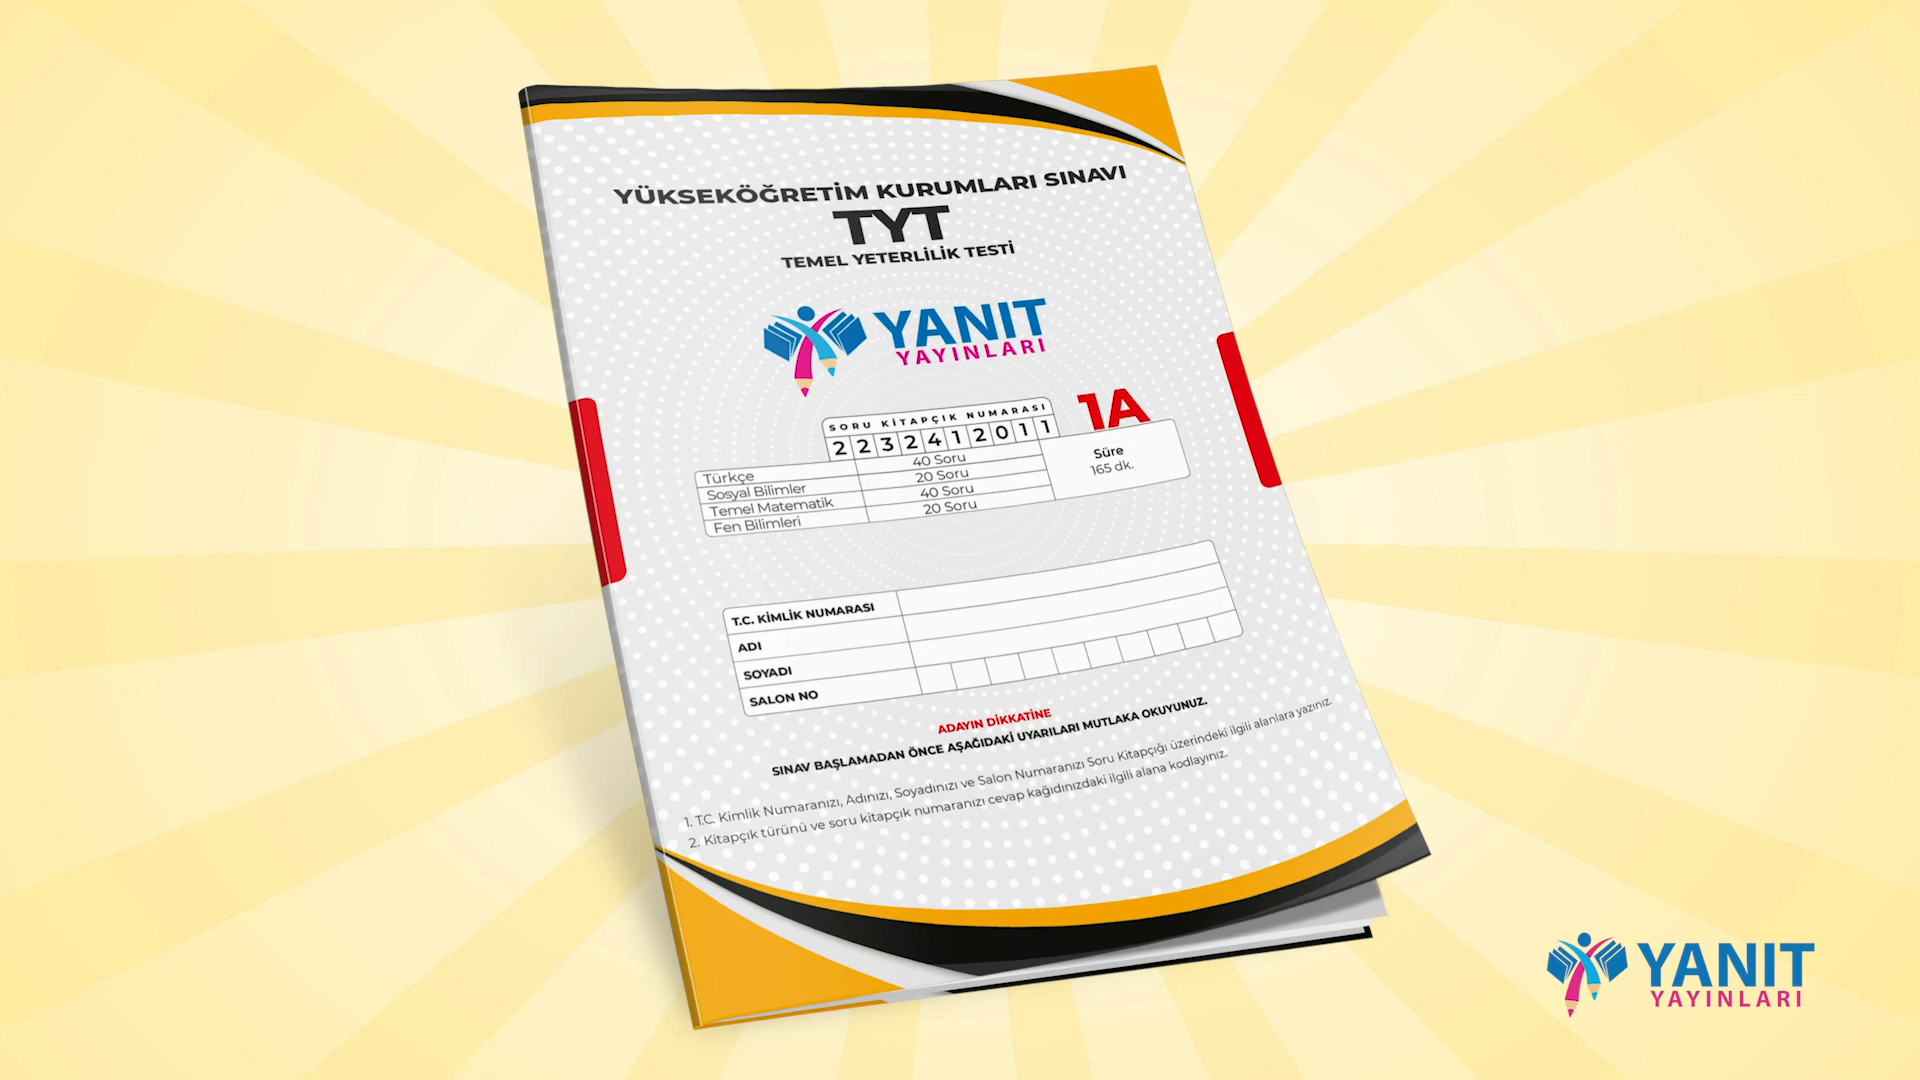 YÜKSEKÖĞRETİM KURUMLARI SINAVI
TYT
TEMEL YETERLİLİK TESTİ
YANIT
YAYINLARI
SORU KİTAPÇIK NUMARASI
1A
2 2 3 2 4 1 2 0 1 1
Türkçe 40 Soru
Sosyal Bilimler 20 Soru
Temel Matematik 40 Soru
Fen Bilimleri 20 Soru
Süre
165 dk.
T.C. KİMLİK NUMARASI
ADI
SOYADI
SALON NO
ADAYIN DİKKATİNE
SINAV BAŞLAMADAN ÖNCE AŞAĞIDAKİ UYARILARI MUTLAKA OKUYUNUZ.
1. T.C. Kimlik Numaranızı, Adınızı, Soyadınızı ve Salon Numaranızı Soru Kitapçığı üzerindeki ilgili alanlara yazınız.
2. Kitapçık türünü ve soru kitapçık numaranızı cevap kağıdınızdaki ilgili alana kodlayınız.
YANIT
YAYINLARI